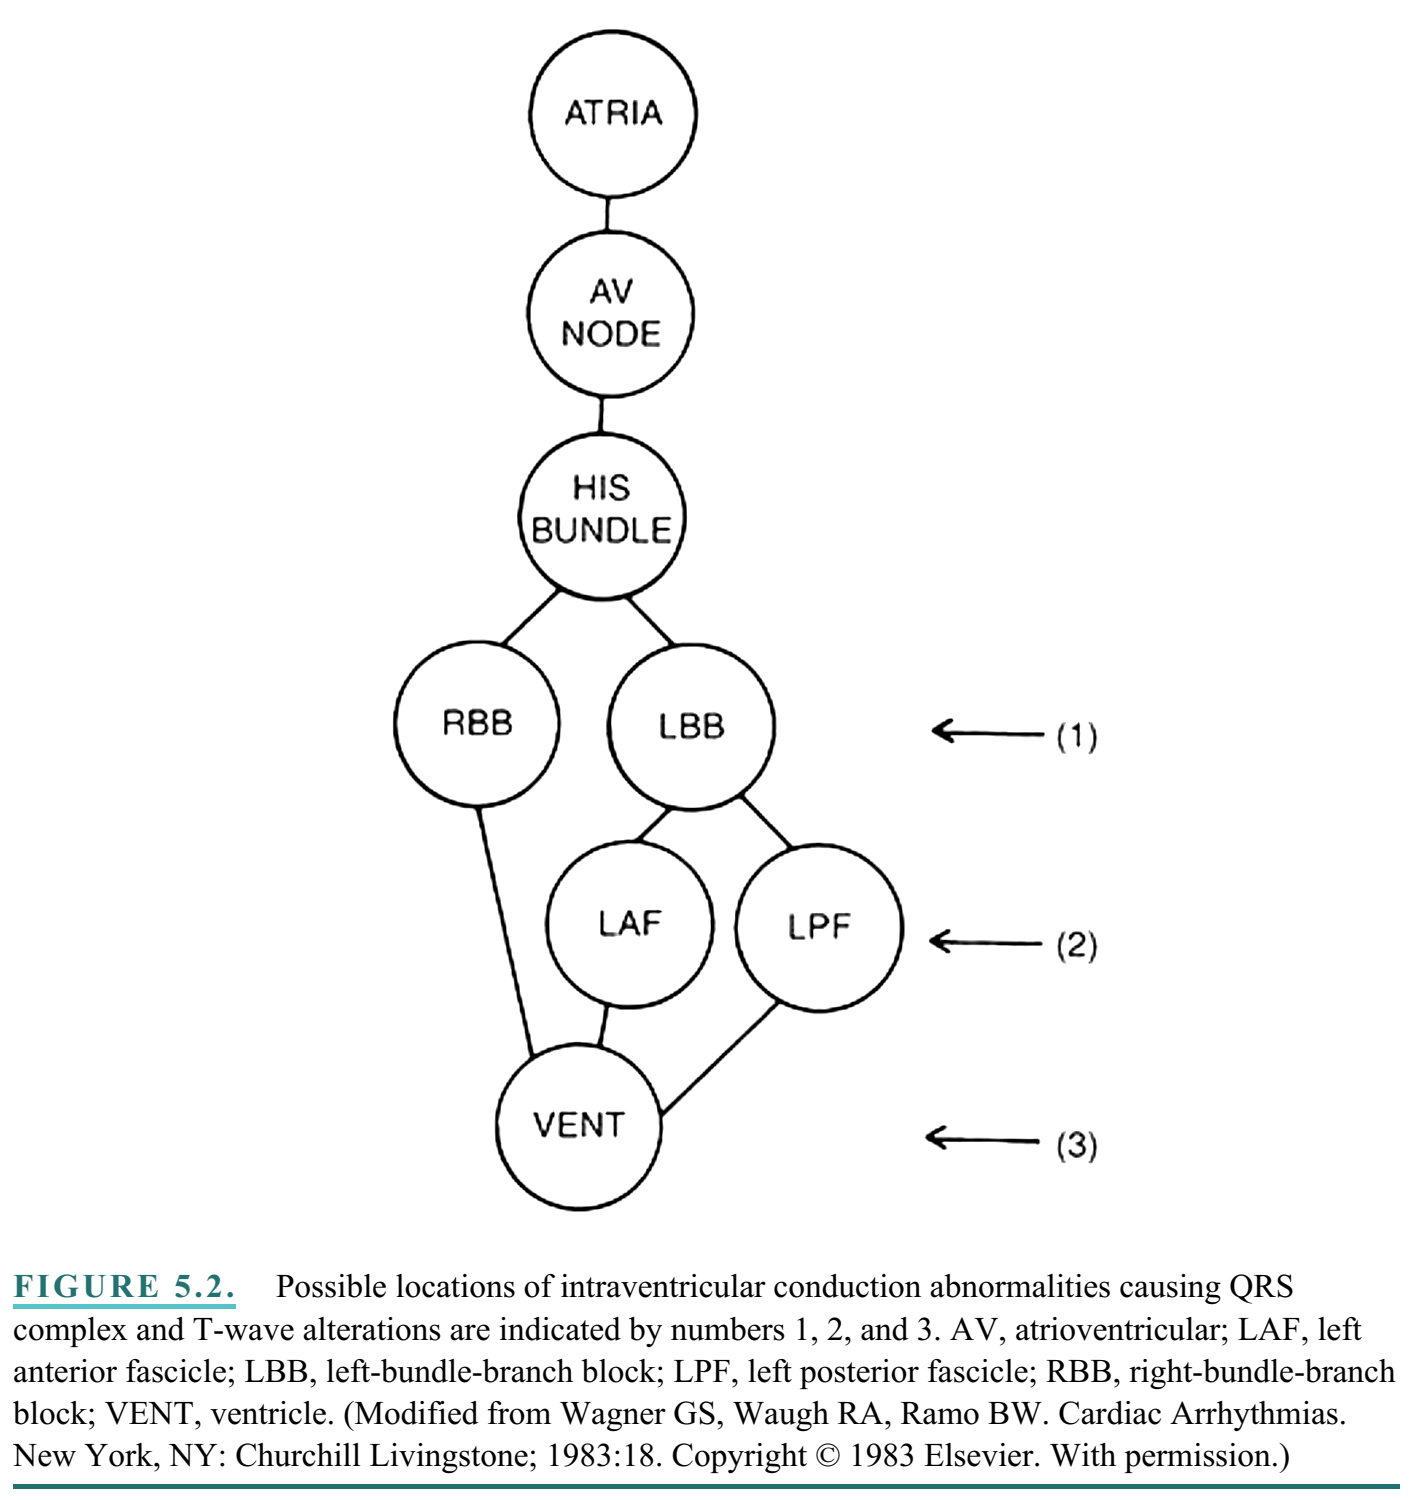 ATRIA
AV
NODE
HIS
BUNDLE
RBB
LBB
(1)
LAF
LPF
(2)
VENT
(3)
FIGURE 5.2. Possible locations of intraventricular conduction abnormalities causing QRS
complex and T-wave alterations are indicated by numbers 1, 2, and 3. AV, atrioventricular; LAF, left
anterior fascicle; LBB, left-bundle-branch block; LPF, left posterior fascicle; RBB, right-bundle-branch
block; VENT, ventricle. (Modified from Wagner GS, Waugh RA, Ramo BW. Cardiac Arrhythmias.
New York, NY: Churchill Livingstone; 1983:18. Copyright © 1983 Elsevier. With permission.)